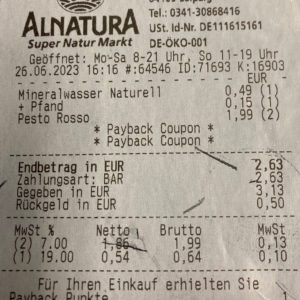 ALNATURA
Super Natur Markt
Tel.: 0341-30868416
USt. Id-Nr. DE111615161
DE-ÖKO-001
Geöffnet: Mo-Sa 8-21 Uhr, So 11-19 Uhr
26.06.2023 16:16 #:64546 ID:71693 K:16903
EUR
Mineralwasser Naturell 0,49 (1)
+ Pfand 0,15 (1)
Pesto Rosso 1,99 (2)
* Payback Coupon *
* Payback Coupon *
Endbetrag in EUR 2,63
Zahlungsart: BAR 2,63
Gegeben in EUR 3,13
Rückgeld in EUR 0,50
MwSt % Netto Brutto MwSt
(2) 7.00 1,86 1,99 0,13
(1) 19.00 0,54 0,64 0,10
Für Ihren Einkauf erhielten Sie
Payback Punkte 1